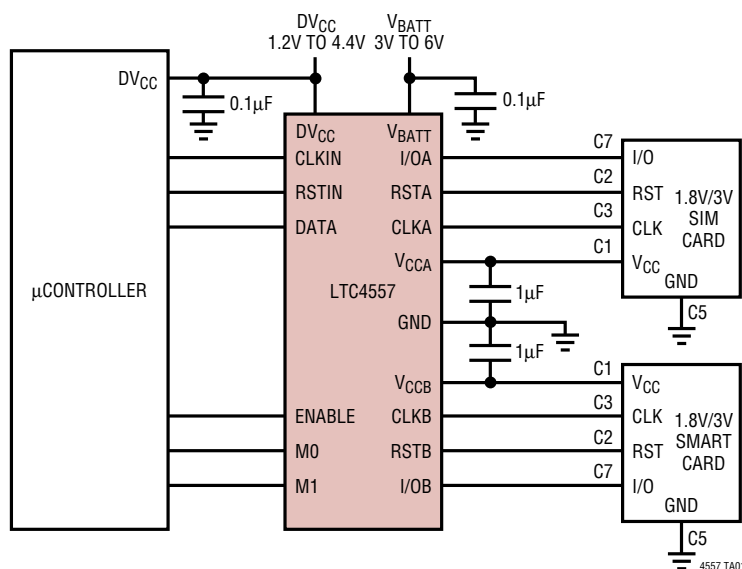 DVCC
1.2V TO 4.4V
VBATT
3V TO 6V
DVCC
0.1µF
0.1µF
µCONTROLLER
DVCC
CLKIN
RSTIN
DATA
ENABLE
M0
M1
LTC4557
VBATT
I/OA
RSTA
CLKA
VCCA
GND
VCCB
CLKB
RSTB
I/OB
1µF
1µF
C7
C2
C3
C1
I/O
RST
CLK
VCC
1.8V/3V
SIM
CARD
GND
C5
C1
C3
C2
C7
VCC
CLK
RST
I/O
1.8V/3V
SMART
CARD
GND
C5